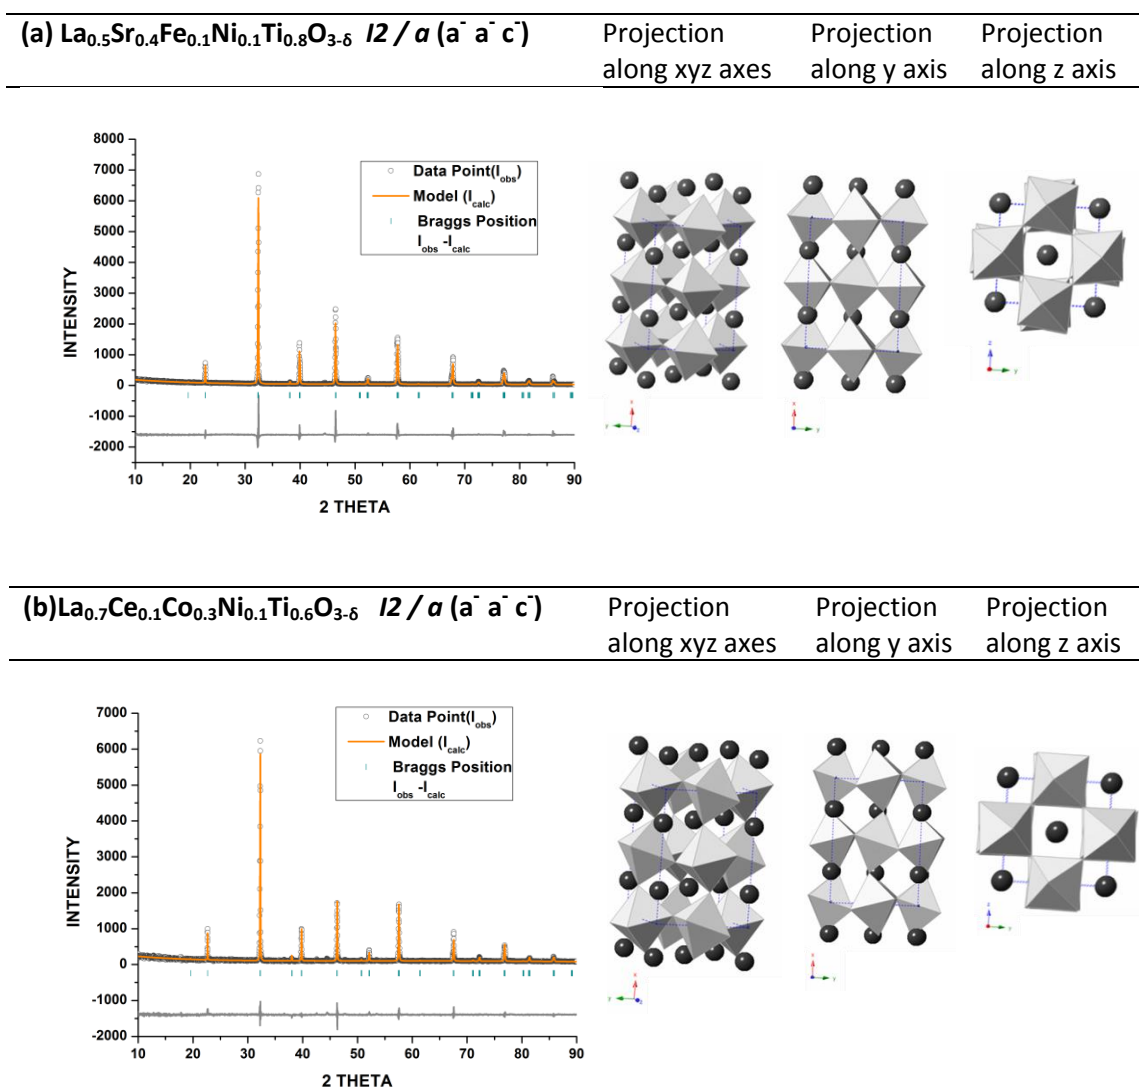 (a) La0.5Sr0.4Fe0.1Ni0.1Ti0.8O3-δ I2 / a (a- a- c-) Projection along xyz axes Projection along y axis Projection along z axis
8000
7000
6000
5000
4000
3000
2000
1000
0
-1000
-2000
INTENSITY
Data Point(Iobs)
Model (Icalc)
Braggs Position
Iobs -Icalc
10 20 30 40 50 60 70 80 90
2 THETA
x
y
z
x
y
z
y
(b)La0.7Ce0.1Co0.3Ni0.1Ti0.6O3-δ I2 / a (a- a- c-) Projection along xyz axes Projection along y axis Projection along z axis
7000
6000
5000
4000
3000
2000
1000
0
-1000
-2000
INTENSITY
Data Point(Iobs)
Model (Icalc)
Braggs Position
Iobs -Icalc
10 20 30 40 50 60 70 80 90
2 THETA
x
y
z
x
y
z
y